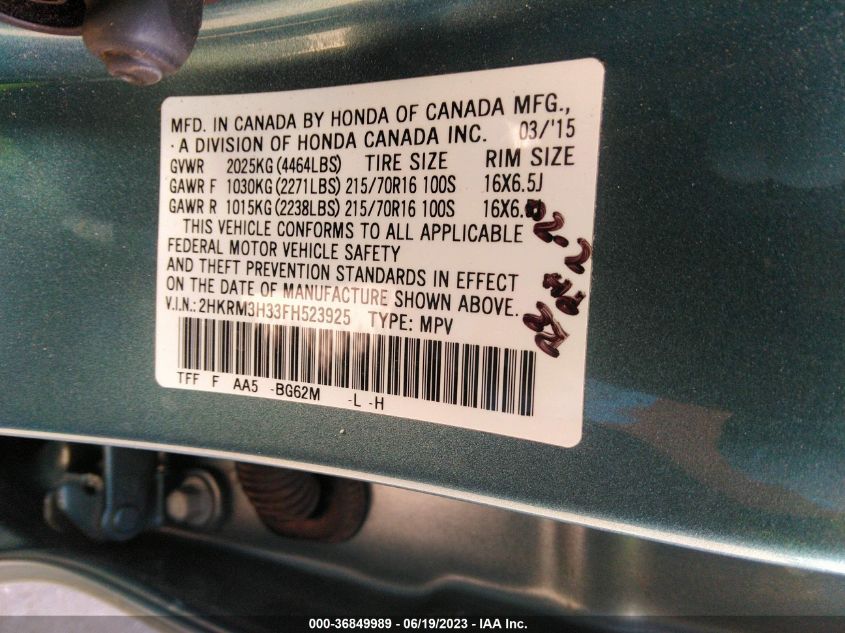 MFD. IN CANADA BY HONDA OF CANADA MFG.,
A DIVISION OF HONDA CANADA INC. 03/'15
GVWR 2025KG (4464LBS) TIRE SIZE RIM SIZE
GAWR F 1030KG (2271LBS) 215/70R16 100S 16X6.5J
GAWR R 1015KG (2238LBS) 215/70R16 100S 16X6.
THIS VEHICLE CONFORMS TO ALL APPLICABLE
FEDERAL MOTOR VEHICLE SAFETY
AND THEFT PREVENTION STANDARDS IN EFFECT
ON THE DATE OF MANUFACTURE SHOWN ABOVE.
V.I.N.: 2HKRM3H33FH523925 TYPE: MPV
TFF F AA5 -BG62M -L -H
000-36849989 - 06/19/2023 - IAA Inc.